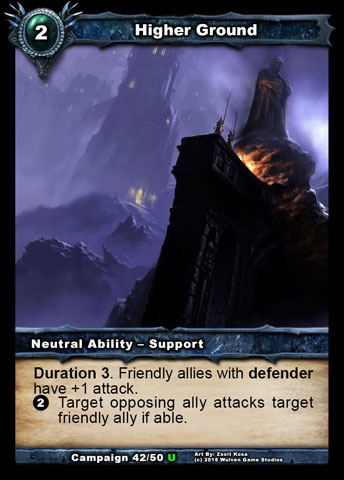 2
Higher Ground
Neutral Ability – Support
Duration 3. Friendly allies with defender
have +1 attack.
2 Target opposing ally attacks target
friendly ally if able.
Campaign 42/50 U
Art By: Zsolt Kosa
(c) 2015 Wulven Game Studios